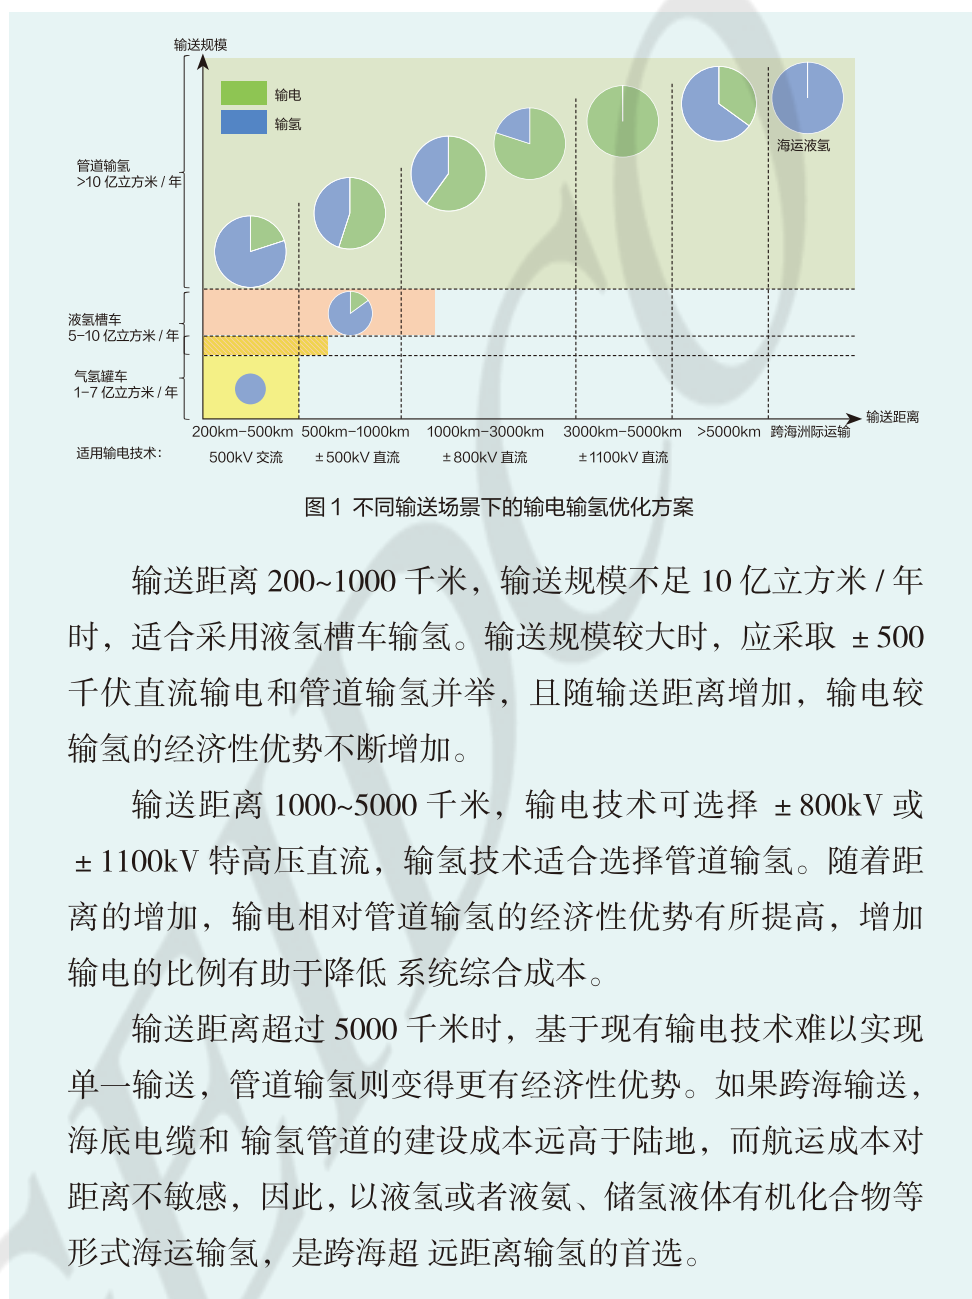 输送规模
输电
输氢
管道输氢
>10 亿立方米 / 年
海运液氢
液氢槽车
5-10 亿立方米 / 年
气氢罐车
1-7 亿立方米 / 年
输送距离
200km-500km 500km-1000km 1000km-3000km 3000km-5000km >5000km 跨海洲际运输
适用输电技术： 500kV 交流 ±500kV 直流 ±800kV 直流 ±1100kV 直流
图 1 不同输送场景下的输电输氢优化方案
输送距离 200~1000 千米，输送规模不足 10 亿立方米 / 年
时，适合采用液氢槽车输氢。输送规模较大时，应采取 ±500
千伏直流输电和管道输氢并举，且随输送距离增加，输电较
输氢的经济性优势不断增加。
输送距离 1000~5000 千米，输电技术可选择 ±800kV 或
±1100kV 特高压直流，输氢技术适合选择管道输氢。随着距
离的增加，输电相对管道输氢的经济性优势有所提高，增加
输电的比例有助于降低 系统综合成本。
输送距离超过 5000 千米时，基于现有输电技术难以实现
单一输送，管道输氢则变得更有经济性优势。如果跨海输送，
海底电缆和 输氢管道的建设成本远高于陆地，而航运成本对
距离不敏感，因此，以液氢或者液氨、储氢液体有机化合物等
形式海运输氢，是跨海超 远距离输氢的首选。
GEIDCO